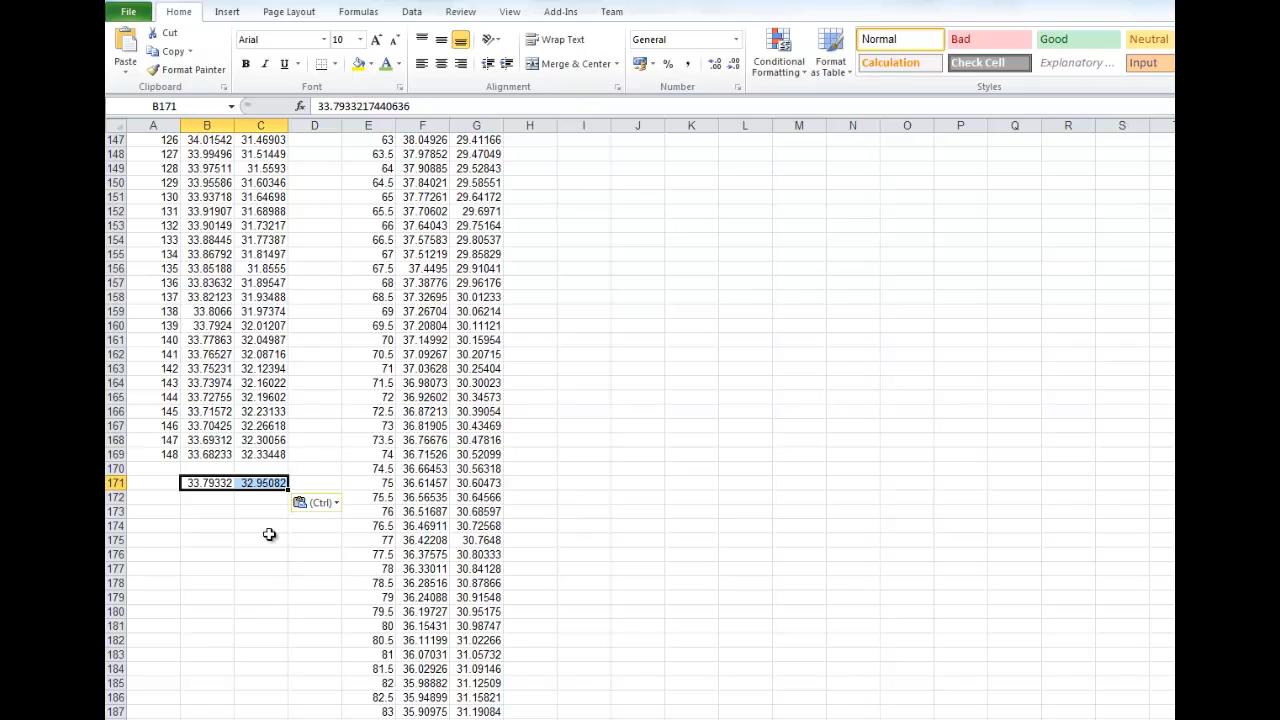 File Home Insert Page Layout Formulas Data Review View Add-Ins Team
Paste Cut Arial 10 Wrap Text General Conditional Formatting Format as Table Normal Bad Good Neutral
Copy
Format Painter B I U Merge & Center % Calculation Check Cell Explanatory ... Input
Clipboard Font Alignment Number Styles
B171 fx 33.7933217440636
A B C D E F G H I J K L M N O P Q R S T
147 126 34.01542 31.46903 63 38.04926 29.41166
148 127 33.99496 31.51449 63.5 37.97852 29.47049
149 128 33.97511 31.5593 64 37.90885 29.52843
150 129 33.95586 31.60346 64.5 37.84021 29.58551
151 130 33.93718 31.64698 65 37.77261 29.64172
152 131 33.91907 31.68988 65.5 37.70602 29.6971
153 132 33.90149 31.73217 66 37.64043 29.75164
154 133 33.88445 31.77387 66.5 37.57583 29.80537
155 134 33.86792 31.81497 67 37.51219 29.85829
156 135 33.85188 31.8555 67.5 37.4495 29.91041
157 136 33.83632 31.89547 68 37.38776 29.96176
158 137 33.82123 31.93488 68.5 37.32695 30.01233
159 138 33.8066 31.97374 69 37.26704 30.06214
160 139 33.7924 32.01207 69.5 37.20804 30.11121
161 140 33.77863 32.04987 70 37.14992 30.15954
162 141 33.76527 32.08716 70.5 37.09267 30.20715
163 142 33.75231 32.12394 71 37.03628 30.25404
164 143 33.73974 32.16022 71.5 36.98073 30.30023
165 144 33.72755 32.19602 72 36.92602 30.34573
166 145 33.71572 32.23133 72.5 36.87213 30.39054
167 146 33.70425 32.26618 73 36.81905 30.43469
168 147 33.69312 32.30056 73.5 36.76676 30.47816
169 148 33.68233 32.33448 74 36.71526 30.52099
170 74.5 36.66453 30.56318
171 33.79332 32.95082 75 36.61457 30.60473
172 (Ctrl) 75.5 36.56535 30.64566
173 76 36.51687 30.68597
174 76.5 36.46911 30.72568
175 77 36.42208 30.7648
176 77.5 36.37575 30.80333
177 78 36.33011 30.84128
178 78.5 36.28516 30.87866
179 79 36.24088 30.91548
180 79.5 36.19727 30.95175
181 80 36.15431 30.98747
182 80.5 36.11199 31.02266
183 81 36.07031 31.05732
184 81.5 36.02926 31.09146
185 82 35.98882 31.12509
186 82.5 35.94899 31.15821
187 83 35.90975 31.19084